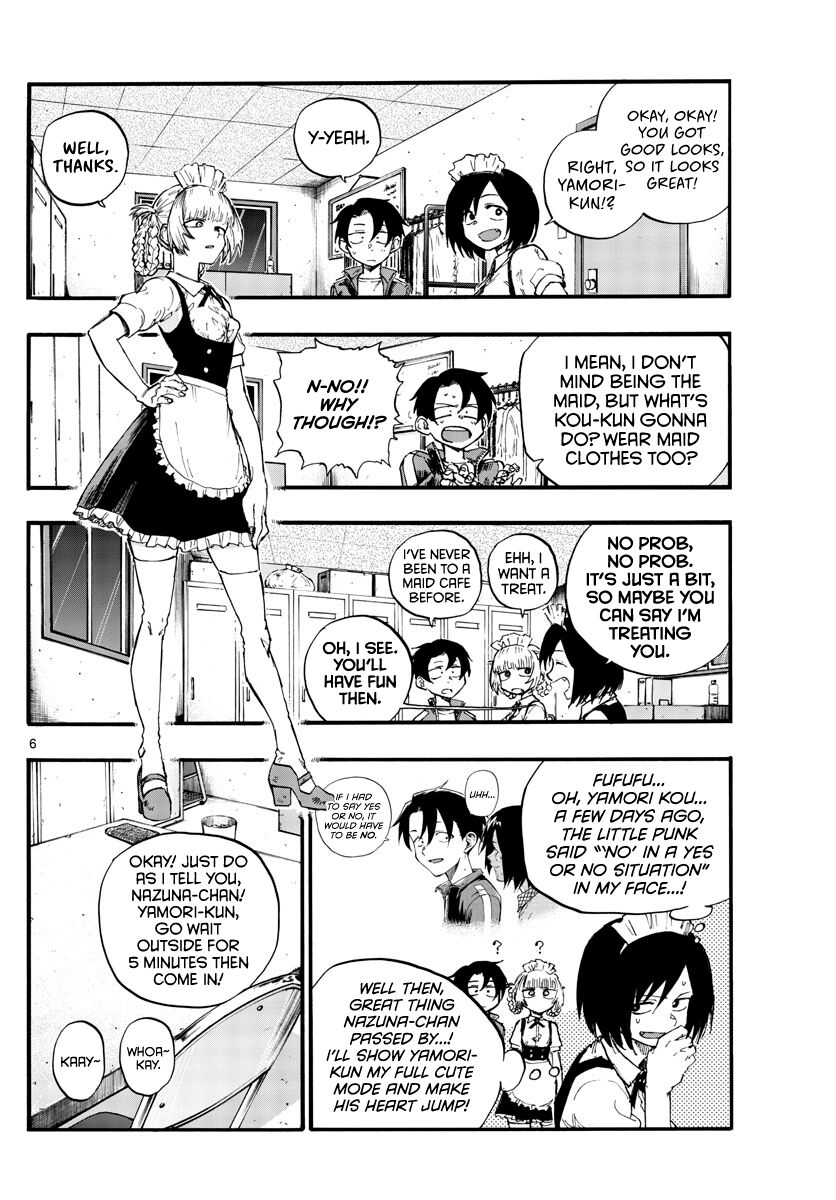 OKAY, OKAY!
YOU GOT
GOOD LOOKS,
SO IT LOOKS
GREAT!
RIGHT,
YAMORI-
KUN!?
Y-YEAH.
WELL,
THANKS.
I MEAN, I DON'T
MIND BEING THE
MAID, BUT WHAT'S
KOU-KUN GONNA
DO? WEAR MAID
CLOTHES TOO?
N-NO!!
WHY
THOUGH!?
NO PROB,
NO PROB.
IT'S JUST A BIT,
SO MAYBE YOU
CAN SAY I'M
TREATING
YOU.
EHH, I
WANT A
TREAT.
I'VE NEVER
BEEN TO A
MAID CAFE
BEFORE.
OH, I SEE.
YOU'LL
HAVE FUN
THEN.
6
FUFUFU...
OH, YAMORI KOU...
A FEW DAYS AGO,
THE LITTLE PUNK
SAID "'NO' IN A YES
OR NO SITUATION"
IN MY FACE...!
UHH...
IF I HAD
TO SAY YES
OR NO, IT
WOULD HAVE
TO BE NO.
? ?
WELL THEN,
GREAT THING
NAZUNA-CHAN
PASSED BY...!
I'LL SHOW YAMORI-
KUN MY FULL CUTE
MODE AND MAKE
HIS HEART JUMP!
OKAY! JUST DO
AS I TELL YOU,
NAZUNA-CHAN!
YAMORI-KUN,
GO WAIT
OUTSIDE FOR
5 MINUTES THEN
COME IN!
WHOA-
KAY.
KAAY~